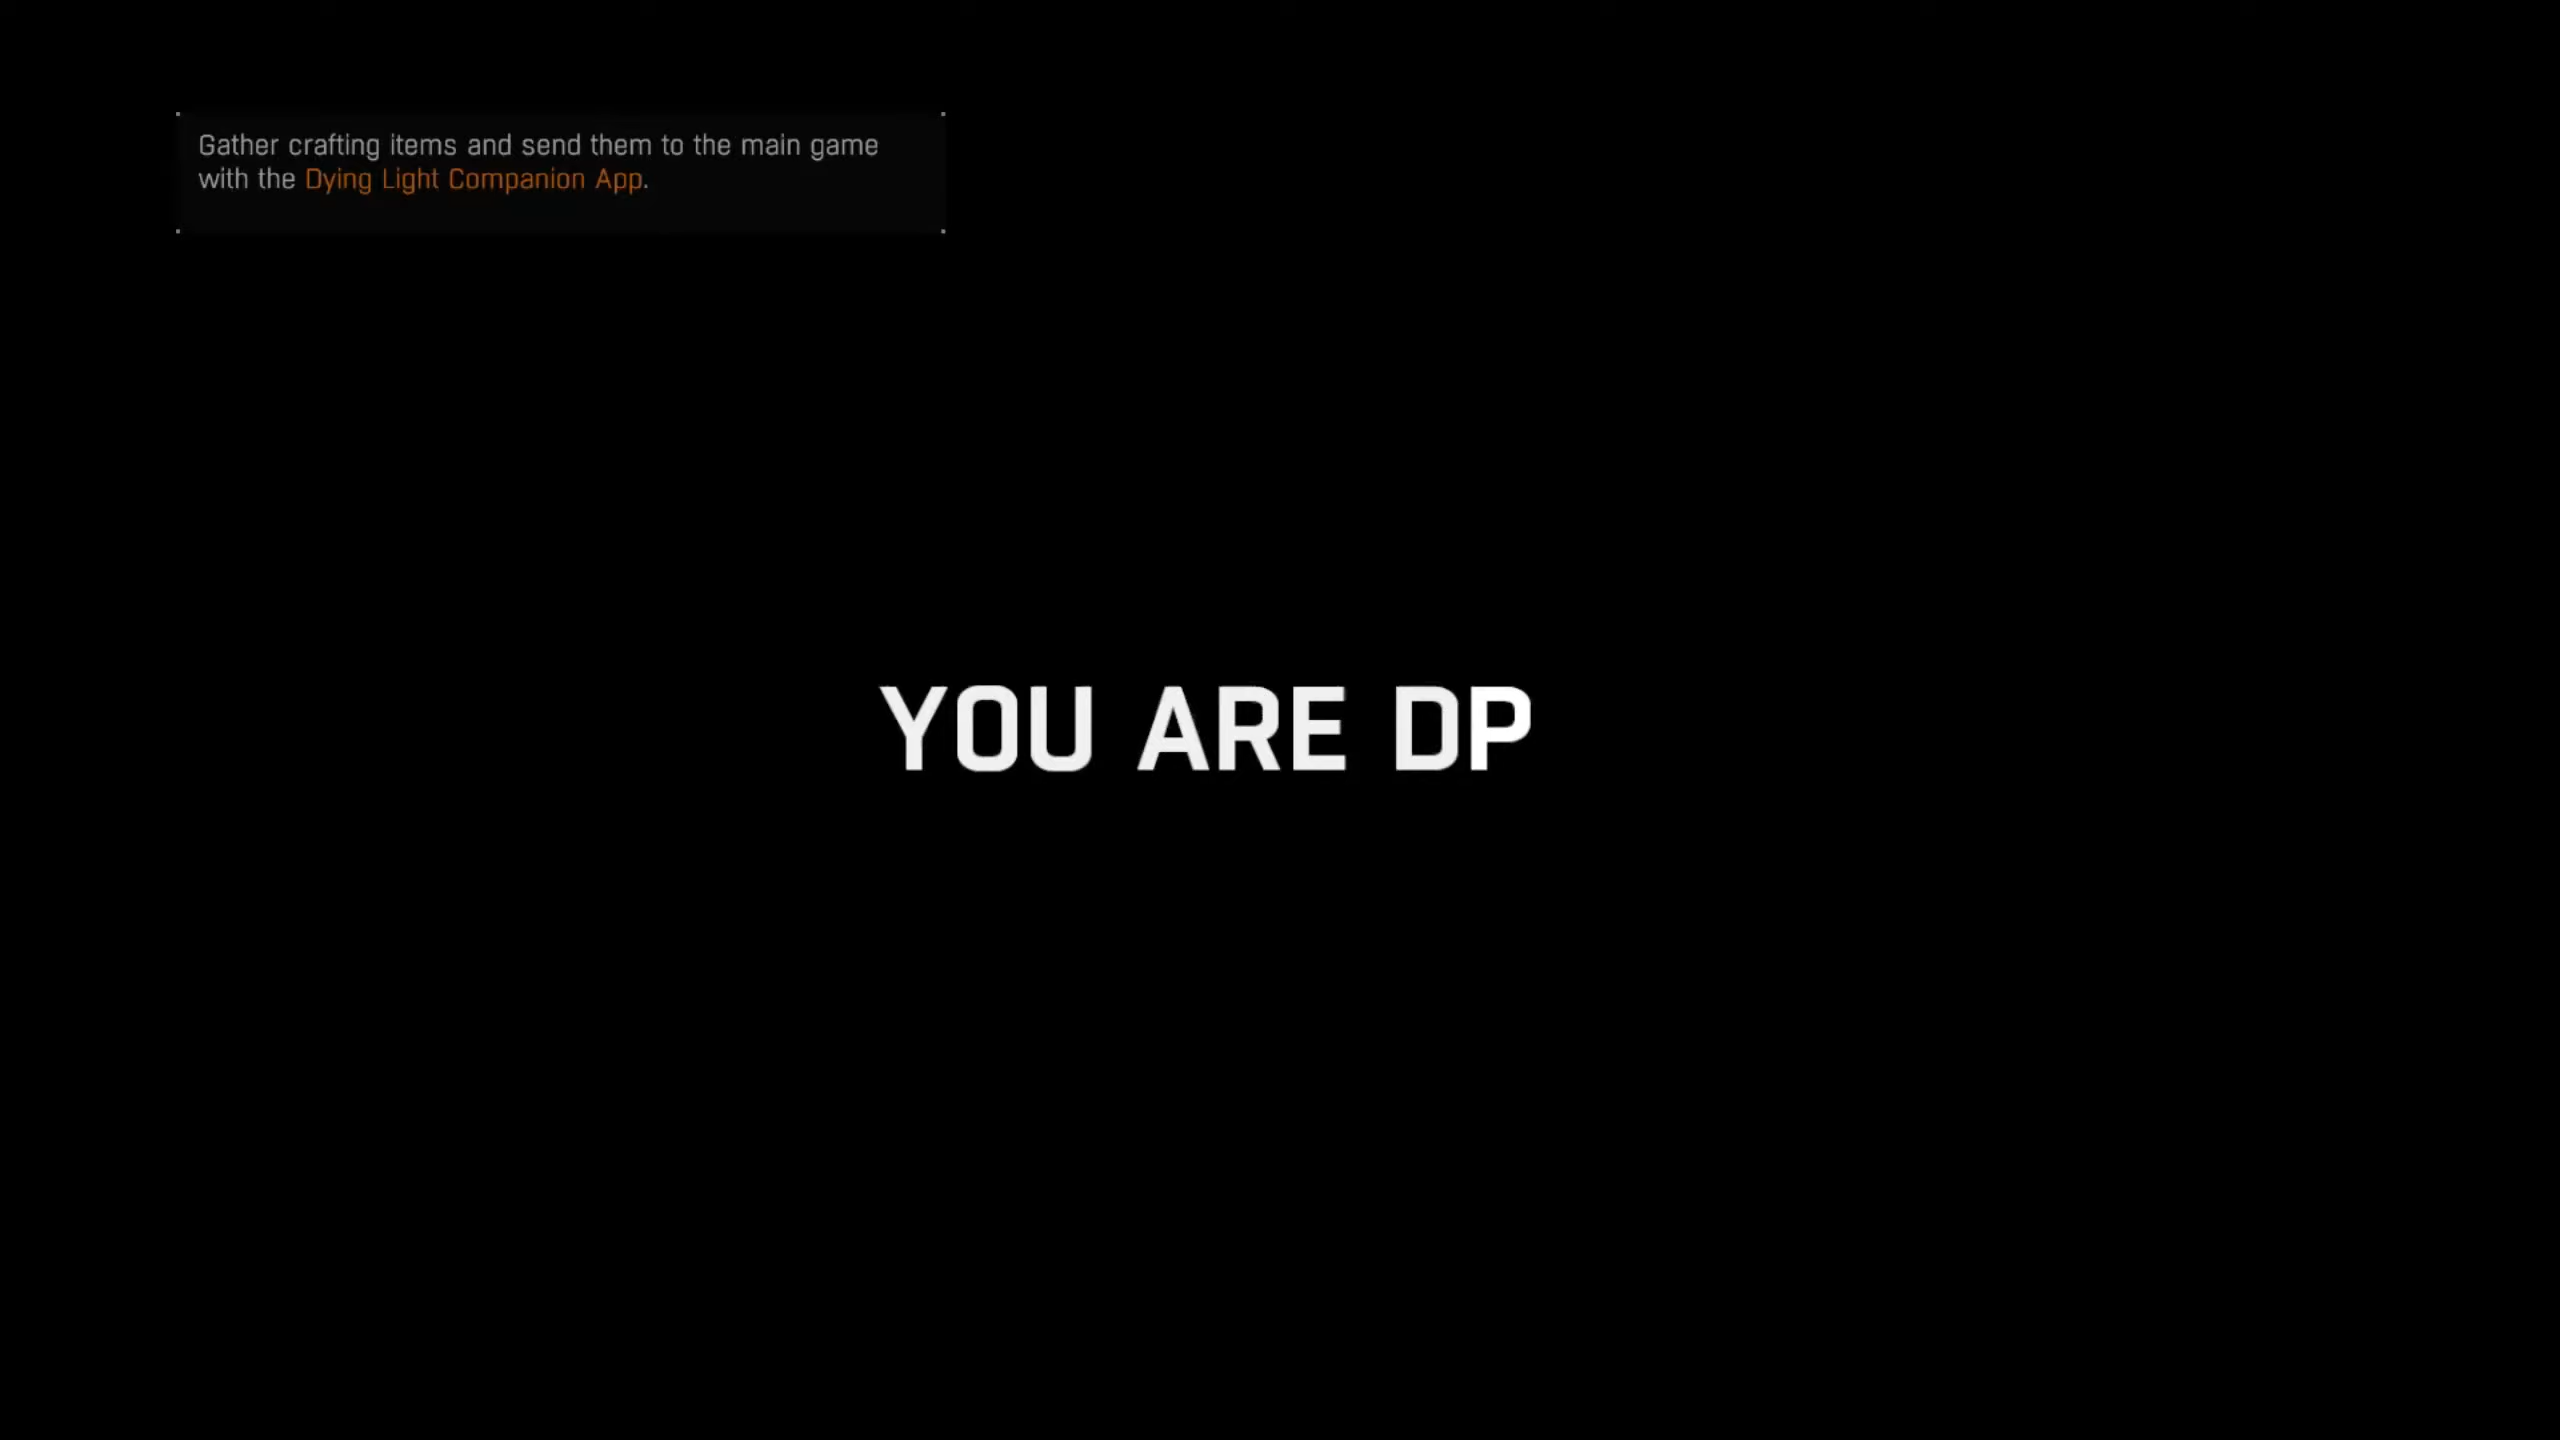 Gather crafting items and send them to the main game
with the Dying Light Companion App.
YOU ARE DP